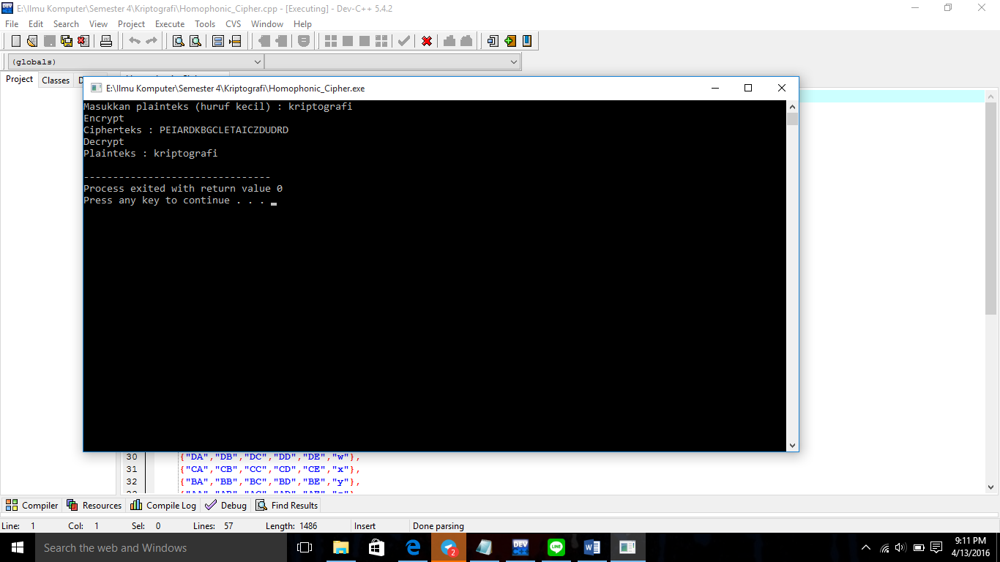 E:\Ilmu Komputer\Semester 4\Kriptografi\Homophonic_Cipher.cpp - [Executing] - Dev-C++ 5.4.2
File Edit Search View Project Execute Tools CVS Window Help
(globals)
Project Classes
E:\Ilmu Komputer\Semester 4\Kriptografi\Homophonic_Cipher.exe
Masukkan plainteks (huruf kecil) : kriptografi
Encrypt
Cipherteks : PEIARDKBGCLETAICZDUDRD
Decrypt
Plainteks : kriptografi
--------------------------------
Process exited with return value 0
Press any key to continue . . .
30 {"DA","DB","DC","DD","DE","w"},
31 {"CA","CB","CC","CD","CE","x"},
32 {"BA","BB","BC","BD","BE","y"},
Compiler Resources Compile Log Debug Find Results
Line: 1 Col: 1 Sel: 0 Lines: 57 Length: 1486 Insert Done parsing
Search the web and Windows
2
DEV
LINE
9:11 PM
4/13/2016